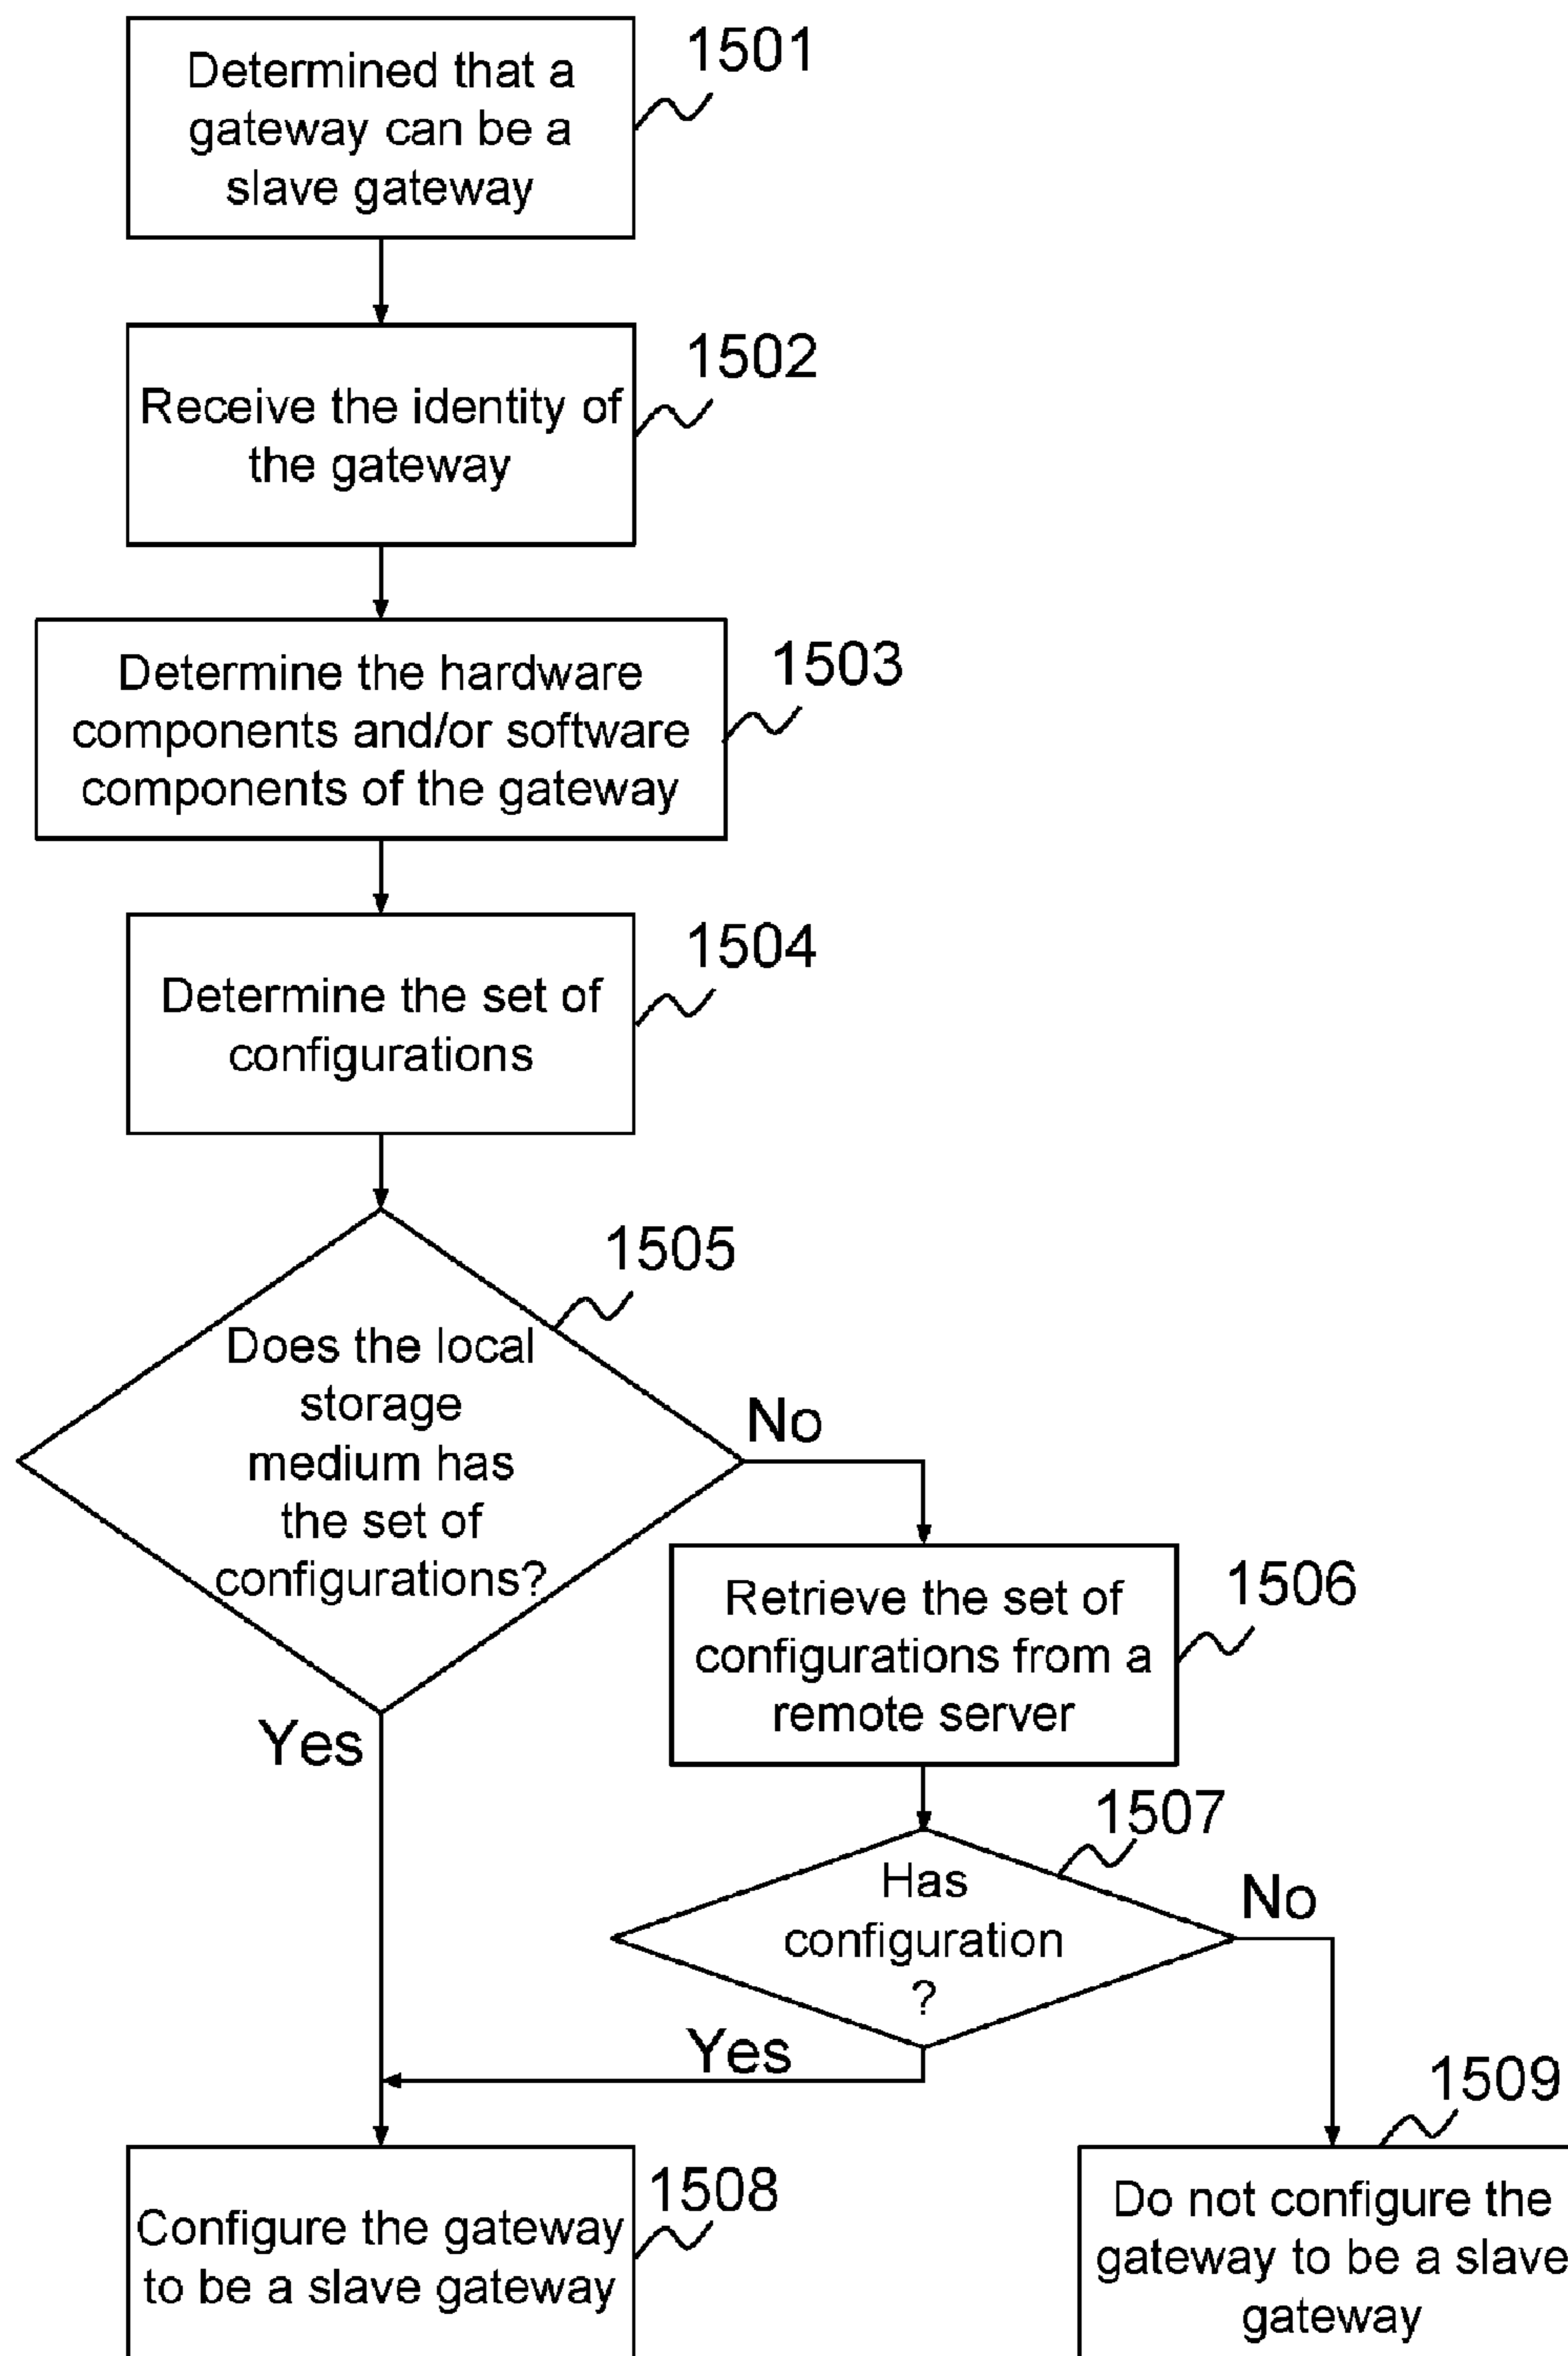 Determined that a
gateway can be a
slave gateway
1501
Receive the identity of
the gateway
1502
Determine the hardware
components and/or software
components of the gateway
1503
Determine the set of
configurations
1504
Does the local
storage
medium has
the set of
configurations?
1505
No
Yes
Retrieve the set of
configurations from a
remote server
1506
Has
configuration
?
1507
No
Yes
Configure the gateway
to be a slave gateway
1508
Do not configure the
gateway to be a slave
gateway
1509